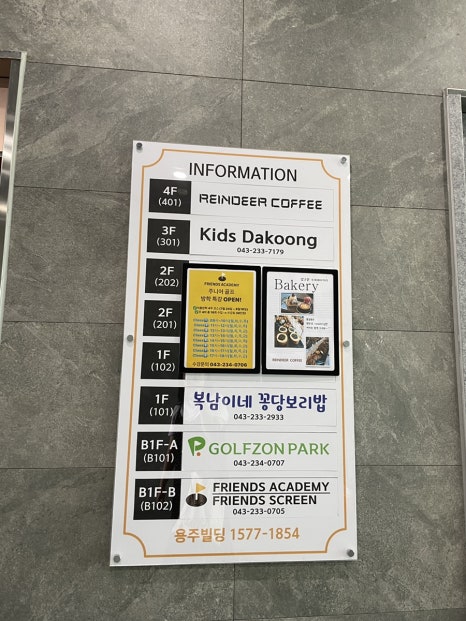 INFORMATION
4F
(401)
REINDEER COFFEE
3F
(301)
Kids Dakoong
043-233-7179
2F
(202)
2F
(201)
1F
(102)
FRIENDS ACADEMY
주니어 골프
방학 특강 OPEN!
043-234-0706
Bakery
REINDEER COFFEE
1F
(101)
복남이네 꽁당보리밥
043-233-2933
B1F-A
(B101)
GOLFZON PARK
043-234-0707
B1F-B
(B102)
FRIENDS ACADEMY
FRIENDS SCREEN
043-233-0705
용주빌딩 1577-1854